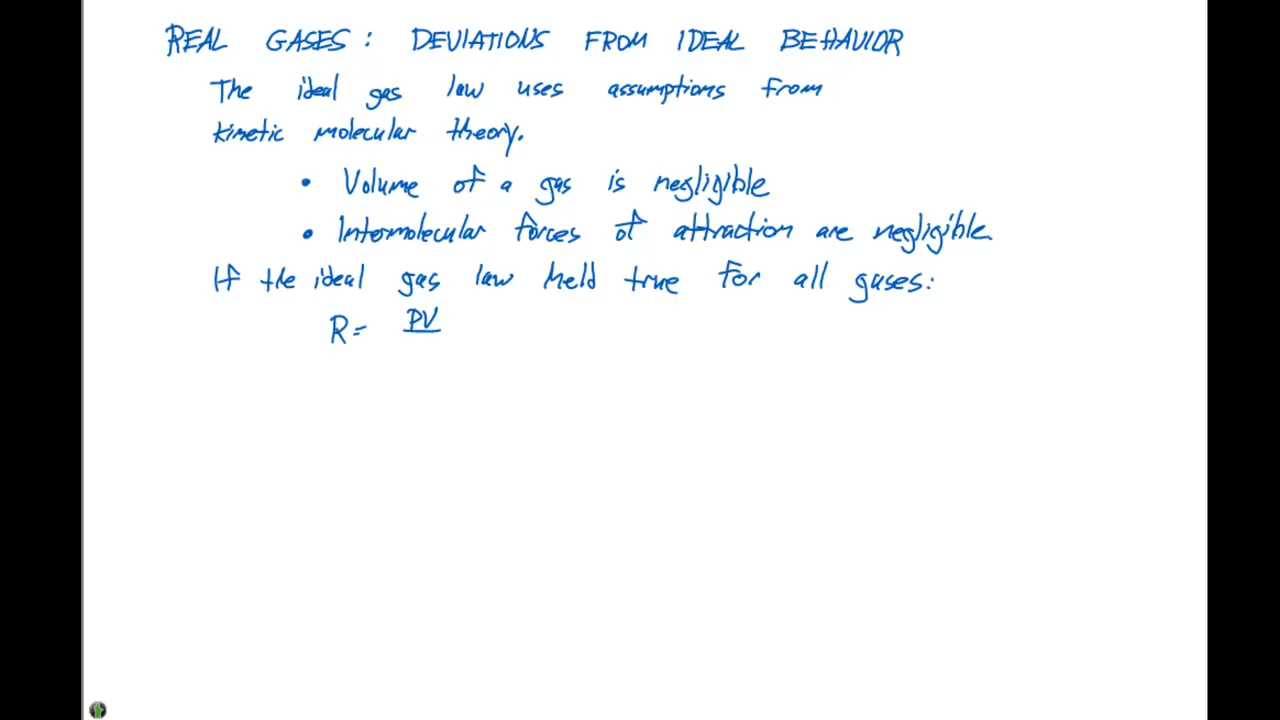 REAL GASES: DEVIATIONS FROM IDEAL BEHAVIOR
The ideal gas law uses assumptions from
kinetic molecular theory.
• Volume of a gas is negligible
• Intermolecular forces of attraction are negligible
If the ideal gas law held true for all gases:
R = PV